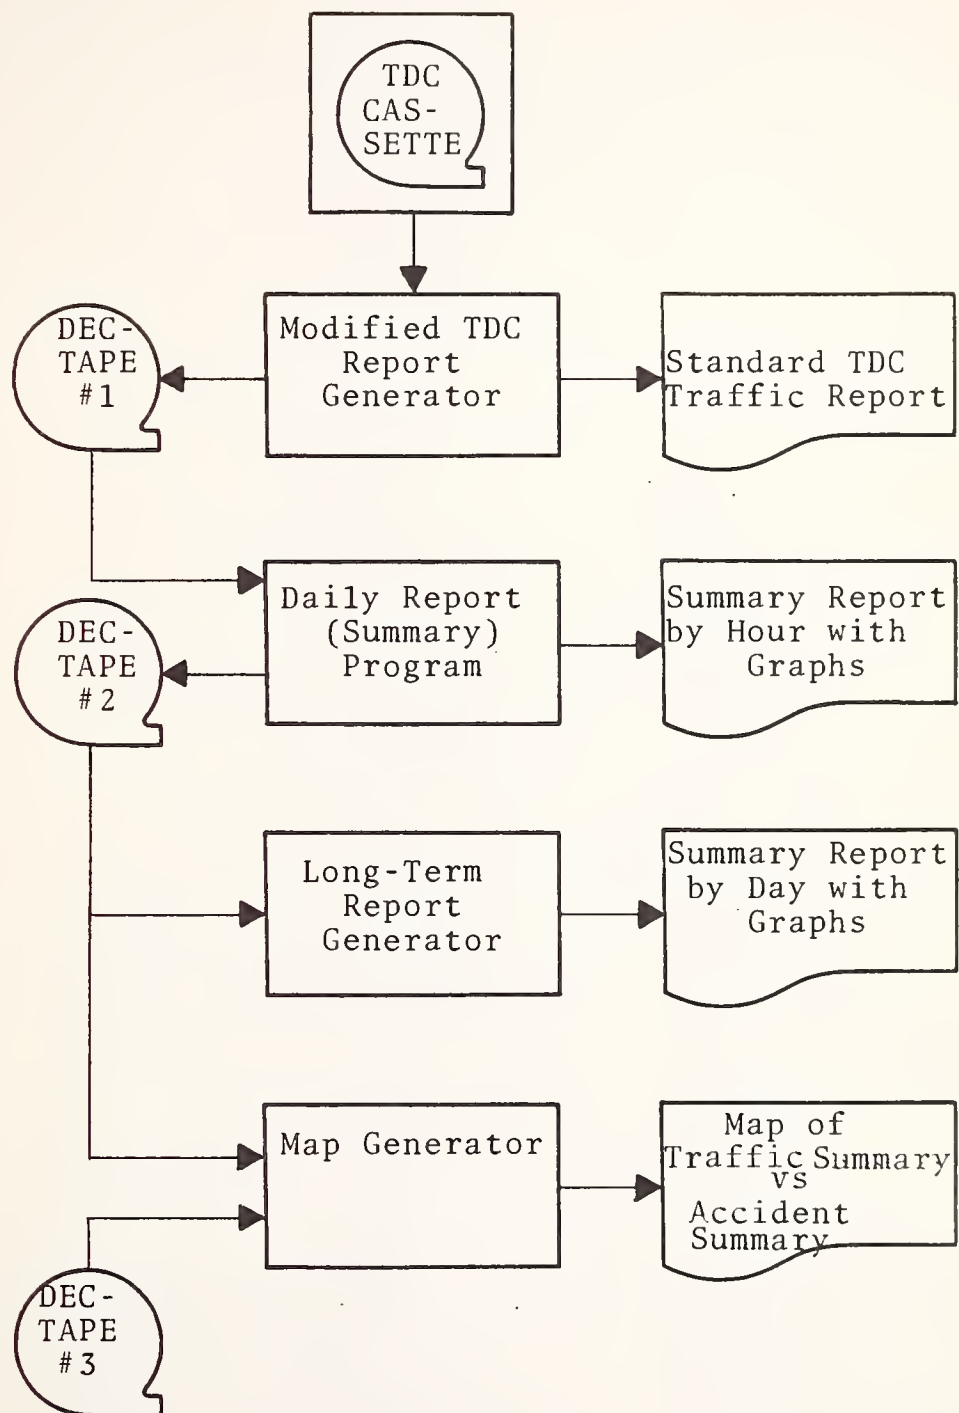 TDC
CAS-
SETTE
DEC-
TAPE
#1
Modified TDC
Report
Generator
Standard TDC
Traffic Report
DEC-
TAPE
#2
Daily Report
(Summary)
Program
Summary Report
by Hour with
Graphs
Long-Term
Report
Generator
Summary Report
by Day with
Graphs
Map Generator
Map of
Traffic Summary
vs
Accident
Summary
DEC-
TAPE
#3